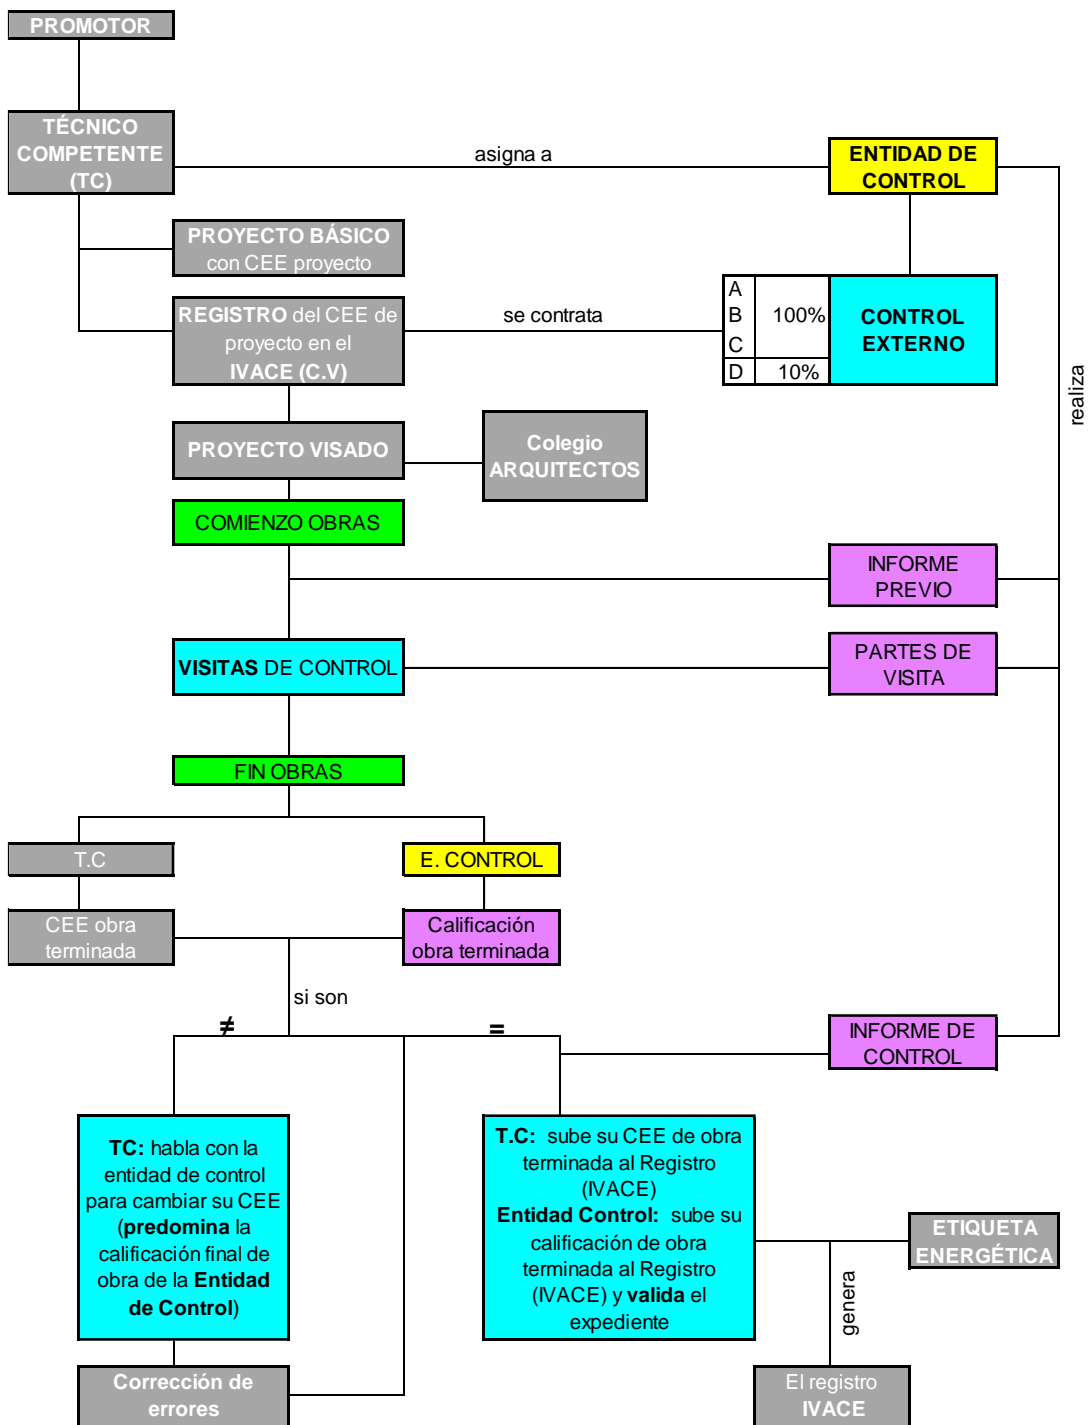 PROMOTOR
TÉCNICO
COMPETENTE
(TC)
asigna a
ENTIDAD DE
CONTROL
PROYECTO BÁSICO
con CEE proyecto
REGISTRO del CEE de
proyecto en el
IVACE (C.V)
se contrata
A
B
C
100%
D
10%
CONTROL
EXTERNO
realiza
PROYECTO VISADO
Colegio
ARQUITECTOS
COMIENZO OBRAS
INFORME
PREVIO
VISITAS DE CONTROL
PARTES DE
VISITA
FIN OBRAS
T.C
E. CONTROL
CEE obra
terminada
Calificación
obra terminada
si son
≠
=
INFORME DE
CONTROL
TC: habla con la
entidad de control
para cambiar su CEE
(predomina la
calificación final de
obra de la Entidad
de Control)
T.C: sube su CEE de obra
terminada al Registro
(IVACE)
Entidad Control: sube su
calificación de obra
terminada al Registro
(IVACE) y valida el
expediente
ETIQUETA
ENERGÉTICA
genera
Corrección de
errores
El registro
IVACE